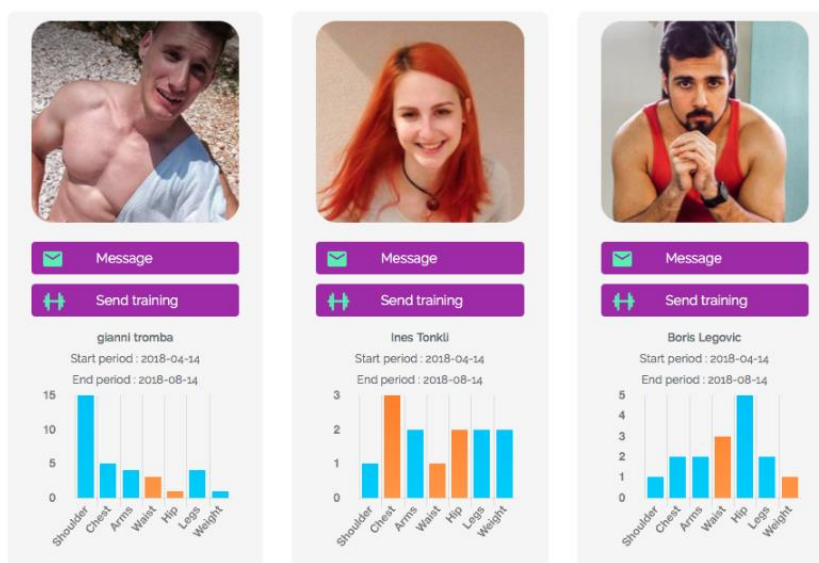 Message
Send training
gianni tromba
Start period : 2018-04-14
End period : 2018-08-14
15
10
5
0
Shoulder
Chest
Arms
Waist
Hip
Legs
Weight
Message
Send training
Ines Tonkli
Start period : 2018-04-14
End period : 2018-08-14
3
2
1
0
Shoulder
Chest
Arms
Waist
Hip
Legs
Weight
Message
Send training
Boris Legovic
Start period : 2018-04-14
End period : 2018-08-14
5
4
3
2
1
0
Shoulder
Chest
Arms
Waist
Hip
Legs
Weight